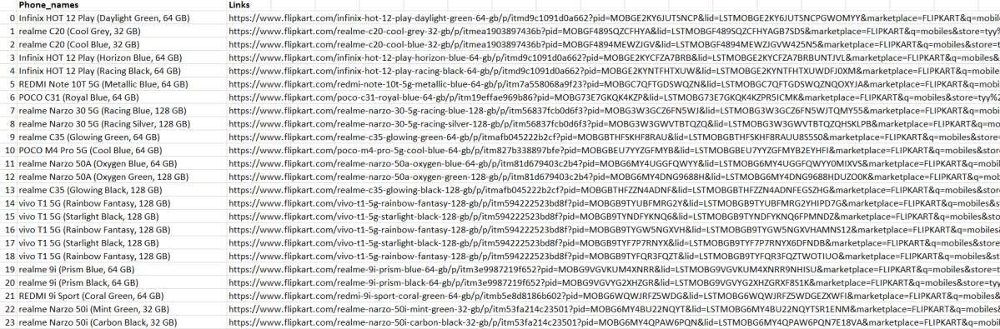 Phone_names Links
0 Infinix HOT 12 Play (Daylight Green, 64 GB) https://www.flipkart.com/infinix-hot-12-play-daylight-green-64-gb/p/itmd9c1091d0a662?pid=MOBGE2KY6JUTSNCP&lid=LSTMOBGE2KY6JUTSNCPGWOMYY&marketplace=FLIPKART&q=mobiles&store=tyy%
1 realme C20 (Cool Grey, 32 GB) https://www.flipkart.com/realme-c20-cool-grey-32-gb/p/itmea1903897436b?pid=MOBGF489SQZCFHYA&lid=LSTMOBGF489SQZCFHYAGB7SDS&marketplace=FLIPKART&q=mobiles&store=tyy%
2 realme C20 (Cool Blue, 32 GB) https://www.flipkart.com/realme-c20-cool-blue-32-gb/p/itmea1903897436b?pid=MOBGF4894MEWZJGV&lid=LSTMOBGF4894MEWZJGVW425N5&marketplace=FLIPKART&q=mobiles&store=t
3 Infinix HOT 12 Play (Horizon Blue, 64 GB) https://www.flipkart.com/infinix-hot-12-play-horizon-blue-64-gb/p/itmd9c1091d0a662?pid=MOBGE2KYCFZA7BRB&lid=LSTMOBGE2KYCFZA7BRBUNTJVL&marketplace=FLIPKART&q=mobiles&
4 Infinix HOT 12 Play (Racing Black, 64 GB) https://www.flipkart.com/infinix-hot-12-play-racing-black-64-gb/p/itmd9c1091d0a662?pid=MOBGE2KYNTFHTXUW&lid=LSTMOBGE2KYNTFHTXUWDFJ0XM&marketplace=FLIPKART&q=mobiles&
5 REDMI Note 10T 5G (Metallic Blue, 64 GB) https://www.flipkart.com/redmi-note-10t-5g-metallic-blue-64-gb/p/itm7a558068a9f23?pid=MOBGC7QFTGDSWQZN&lid=LSTMOBGC7QFTGDSWQZNQOXYJA&marketplace=FLIPKART&q=mobiles&
6 POCO C31 (Royal Blue, 64 GB) https://www.flipkart.com/poco-c31-royal-blue-64-gb/p/itm19effae969b86?pid=MOBG73E7GKQK4KZP&lid=LSTMOBG73E7GKQK4KZPR5ICMK&marketplace=FLIPKART&q=mobiles&store=tyy%2
7 realme Narzo 30 5G (Racing Blue, 128 GB) https://www.flipkart.com/realme-narzo-30-5g-racing-blue-128-gb/p/itm56837fcb0d6f3?pid=MOBG3W3GCZ6FN5WJ&lid=LSTMOBG3W3GCZ6FN5WJTQMY55&marketplace=FLIPKART&q=mobiles&
8 realme Narzo 30 5G (Racing Silver, 128 GB) https://www.flipkart.com/realme-narzo-30-5g-racing-silver-128-gb/p/itm56837fcb0d6f3?pid=MOBG3W3GWVTBTQZQ&lid=LSTMOBG3W3GWVTBTQZQHSKLPB&marketplace=FLIPKART&q=mo
9 realme C35 (Glowing Green, 64 GB) https://www.flipkart.com/realme-c35-glowing-green-64-gb/p/itmafb045222b2cf?pid=MOBGBTHFSKHF8RAU&lid=LSTMOBGBTHFSKHF8RAUU8S5S0&marketplace=FLIPKART&q=mobiles&store=
10 POCO M4 Pro 5G (Cool Blue, 64 GB) https://www.flipkart.com/poco-m4-pro-5g-cool-blue-64-gb/p/itm827b338897bfe?pid=MOBGBEU7YYZGFMYB&lid=LSTMOBGBEU7YYZGFMYB2EYHFI&marketplace=FLIPKART&q=mobiles&stor
11 realme Narzo 50A (Oxygen Blue, 64 GB) https://www.flipkart.com/realme-narzo-50a-oxygen-blue-64-gb/p/itm81d679403c2b4?pid=MOBG6MY4UGGFQWYY&lid=LSTMOBG6MY4UGGFQWYY0MIXVS&marketplace=FLIPKART&q=mobiles&
12 realme Narzo 50A (Oxygen Green, 128 GB) https://www.flipkart.com/realme-narzo-50a-oxygen-green-128-gb/p/itm81d679403c2b4?pid=MOBG6MY4DNG9688H&lid=LSTMOBG6MY4DNG9688HDUZO0K&marketplace=FLIPKART&q=mobi
13 realme C35 (Glowing Black, 128 GB) https://www.flipkart.com/realme-c35-glowing-black-128-gb/p/itmafb045222b2cf?pid=MOBGBTHFZZN4ADNF&lid=LSTMOBGBTHFZZN4ADNFEGSZHG&marketplace=FLIPKART&q=mobiles&store
14 vivo T1 5G (Rainbow Fantasy, 128 GB) https://www.flipkart.com/vivo-t1-5g-rainbow-fantasy-128-gb/p/itm594222523bd8f?pid=MOBGB9TYUBFMRG2Y&lid=LSTMOBGB9TYUBFMRG2YHIPD7G&marketplace=FLIPKART&q=mobiles&s
15 vivo T1 5G (Starlight Black, 128 GB) https://www.flipkart.com/vivo-t1-5g-starlight-black-128-gb/p/itm594222523bd8f?pid=MOBGB9TYNDFYKNQ6&lid=LSTMOBGB9TYNDFYKNQ6FPMNDZ&marketplace=FLIPKART&q=mobiles&stor
16 vivo T1 5G (Rainbow Fantasy, 128 GB) https://www.flipkart.com/vivo-t1-5g-rainbow-fantasy-128-gb/p/itm594222523bd8f?pid=MOBGB9TYGW5NGXVH&lid=LSTMOBGB9TYGW5NGXVHAMNS12&marketplace=FLIPKART&q=mobiles&
17 vivo T1 5G (Starlight Black, 128 GB) https://www.flipkart.com/vivo-t1-5g-starlight-black-128-gb/p/itm594222523bd8f?pid=MOBGB9TYF7P7RNYX&lid=LSTMOBGB9TYF7P7RNYX6DFNDB&marketplace=FLIPKART&q=mobiles&stor
18 vivo T1 5G (Rainbow Fantasy, 128 GB) https://www.flipkart.com/vivo-t1-5g-rainbow-fantasy-128-gb/p/itm594222523bd8f?pid=MOBGB9TYFQR3FQZT&lid=LSTMOBGB9TYFQR3FQZTWOTIUO&marketplace=FLIPKART&q=mobiles&st
19 realme 9i (Prism Blue, 64 GB) https://www.flipkart.com/realme-9i-prism-blue-64-gb/p/itm3e9987219f652?pid=MOBG9VGVKUM4XNRR&lid=LSTMOBG9VGVKUM4XNRR9NHISU&marketplace=FLIPKART&q=mobiles&store=t
20 realme 9i (Prism Black, 64 GB) https://www.flipkart.com/realme-9i-prism-black-64-gb/p/itm3e9987219f652?pid=MOBG9VGVYG2XHZGR&lid=LSTMOBG9VGVYG2XHZGRXF8S1K&marketplace=FLIPKART&q=mobiles&store=tyy
21 REDMI 9i Sport (Coral Green, 64 GB) https://www.flipkart.com/redmi-9i-sport-coral-green-64-gb/p/itmb5e8d8186b602?pid=MOBG6WQWJRFZ5WDG&lid=LSTMOBG6WQWJRFZ5WDGEZXWFI&marketplace=FLIPKART&q=mobiles&store
22 realme Narzo 50i (Mint Green, 32 GB) https://www.flipkart.com/realme-narzo-50i-mint-green-32-gb/p/itm53fa214c23501?pid=MOBG6MY4BU22NQYT&lid=LSTMOBG6MY4BU22NQYTSR1ENM&marketplace=FLIPKART&q=mobiles&
23 realme Narzo 50i (Carbon Black, 32 GB) https://www.flipkart.com/realme-narzo-50i-carbon-black-32-gb/p/itm53fa214c23501?pid=MOBG6MY4QPAW6PQN&lid=LSTMOBG6MY4QPAW6PQN7E18VA&marketplace=FLIPKART&q=mobil